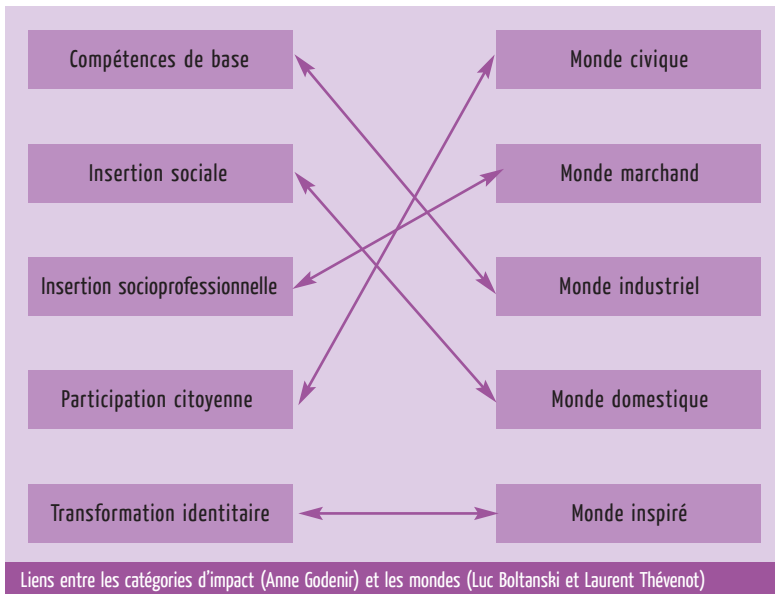 Compétences de base
Monde civique
Insertion sociale
Monde marchand
Insertion socioprofessionnelle
Monde industriel
Participation citoyenne
Monde domestique
Transformation identitaire
Monde inspiré
Liens entre les catégories d'impact (Anne Godenir) et les mondes (Luc Boltanski et Laurent Thévenot)